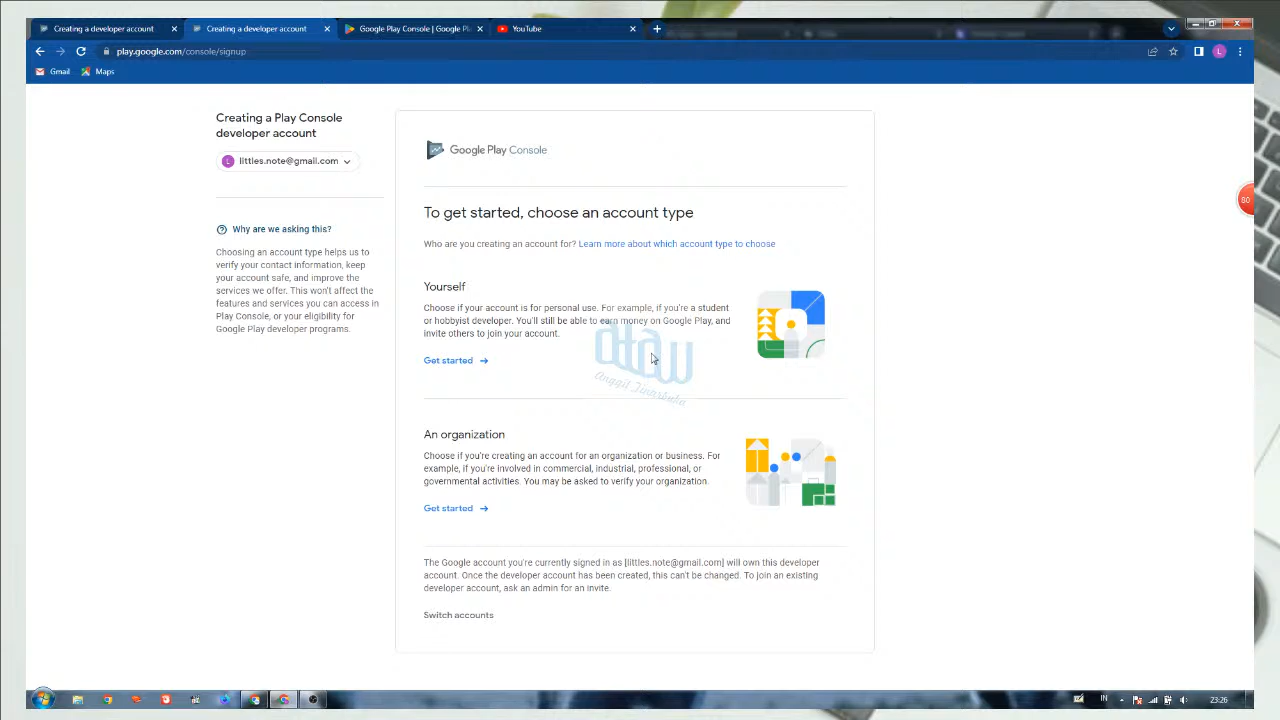 Creating a developer account
Creating a developer account
Google Play Console | Google Pla
YouTube
play.google.com/console/signup
L
Gmail
Maps
Creating a Play Console
developer account
L
littles.note@gmail.com
Why are we asking this?
Choosing an account type helps us to
verify your contact information, keep
your account safe, and improve the
services we offer. This won't affect the
features and services you can access in
Play Console, or your eligibility for
Google Play developer programs.
Google Play Console
To get started, choose an account type
Who are you creating an account for? Learn more about which account type to choose
Yourself
Choose if your account is for personal use. For example, if you're a student
or hobbyist developer. You'll still be able to earn money on Google Play, and
invite others to join your account.
Get started
An organization
Choose if you're creating an account for an organization or business. For
example, if you're involved in commercial, industrial, professional, or
governmental activities. You may be asked to verify your organization.
Get started
The Google account you're currently signed in as [littles.note@gmail.com] will own this developer
account. Once the developer account has been created, this can't be changed. To join an existing
developer account, ask an admin for an invite.
Switch accounts
80
IN
23:26